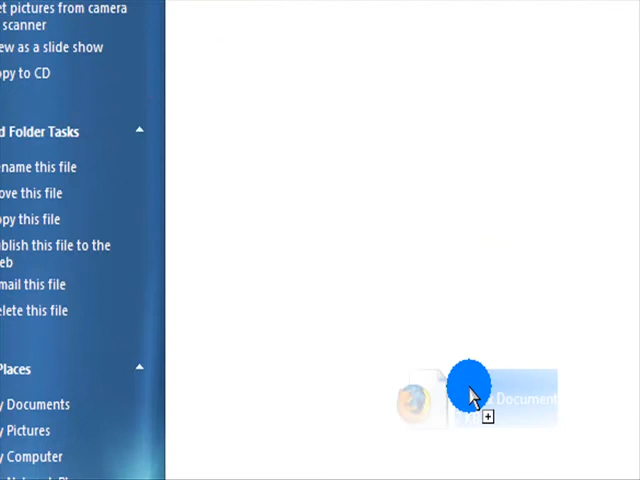 et pictures from camera
scanner
ew as a slide show
opy to CD
d Folder Tasks
ename this file
ove this file
opy this file
ublish this file to the
eb
mail this file
elete this file
Places
y Documents
y Pictures
y Computer
Document